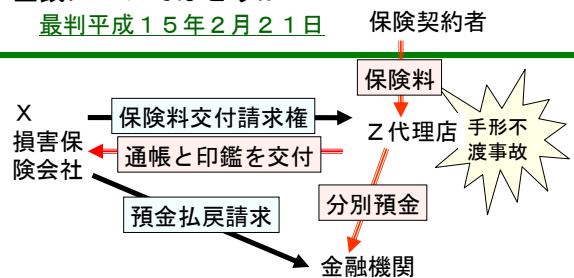 最判平成１５年２月２１日
保険契約者
保険料
Ｘ
損害保
険会社
保険料交付請求権
Ｚ代理店
手形不
渡事故
通帳と印鑑を交付
分別預金
預金払戻請求
金融機関